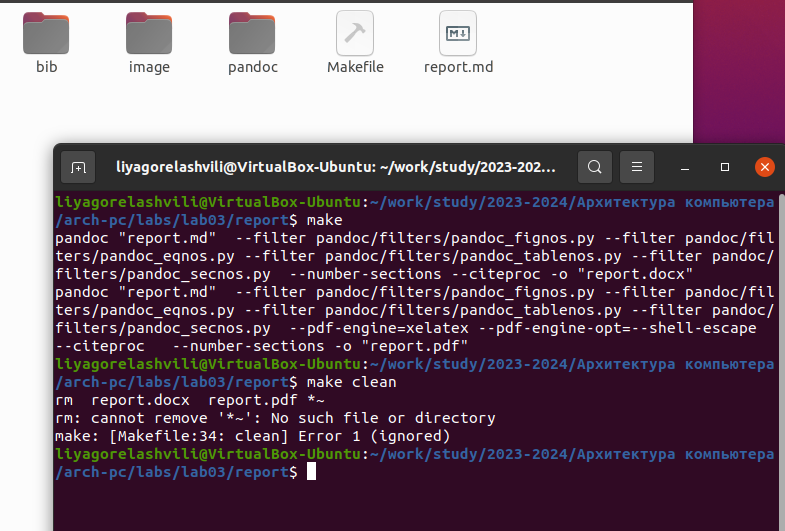 bib image pandoc Makefile report.md
liyagorelashvili@VirtualBox-Ubuntu: ~/work/study/2023-202...
liyagorelashvili@VirtualBox-Ubuntu:~/work/study/2023-2024/Архитектура компьютера
/arch-pc/labs/lab03/report$ make
pandoc "report.md"  --filter pandoc/filters/pandoc_fignos.py --filter pandoc/fil
ters/pandoc_eqnos.py --filter pandoc/filters/pandoc_tablenos.py --filter pandoc/
filters/pandoc_secnos.py  --number-sections --citeproc -o "report.docx"
pandoc "report.md"  --filter pandoc/filters/pandoc_fignos.py --filter pandoc/fil
ters/pandoc_eqnos.py --filter pandoc/filters/pandoc_tablenos.py --filter pandoc/
filters/pandoc_secnos.py  --pdf-engine=xelatex --pdf-engine-opt=--shell-escape
--citeproc   --number-sections -o "report.pdf"
liyagorelashvili@VirtualBox-Ubuntu:~/work/study/2023-2024/Архитектура компьютера
/arch-pc/labs/lab03/report$ make clean
rm  report.docx  report.pdf *~
rm: cannot remove '*~': No such file or directory
make: [Makefile:34: clean] Error 1 (ignored)
liyagorelashvili@VirtualBox-Ubuntu:~/work/study/2023-2024/Архитектура компьютера
/arch-pc/labs/lab03/report$